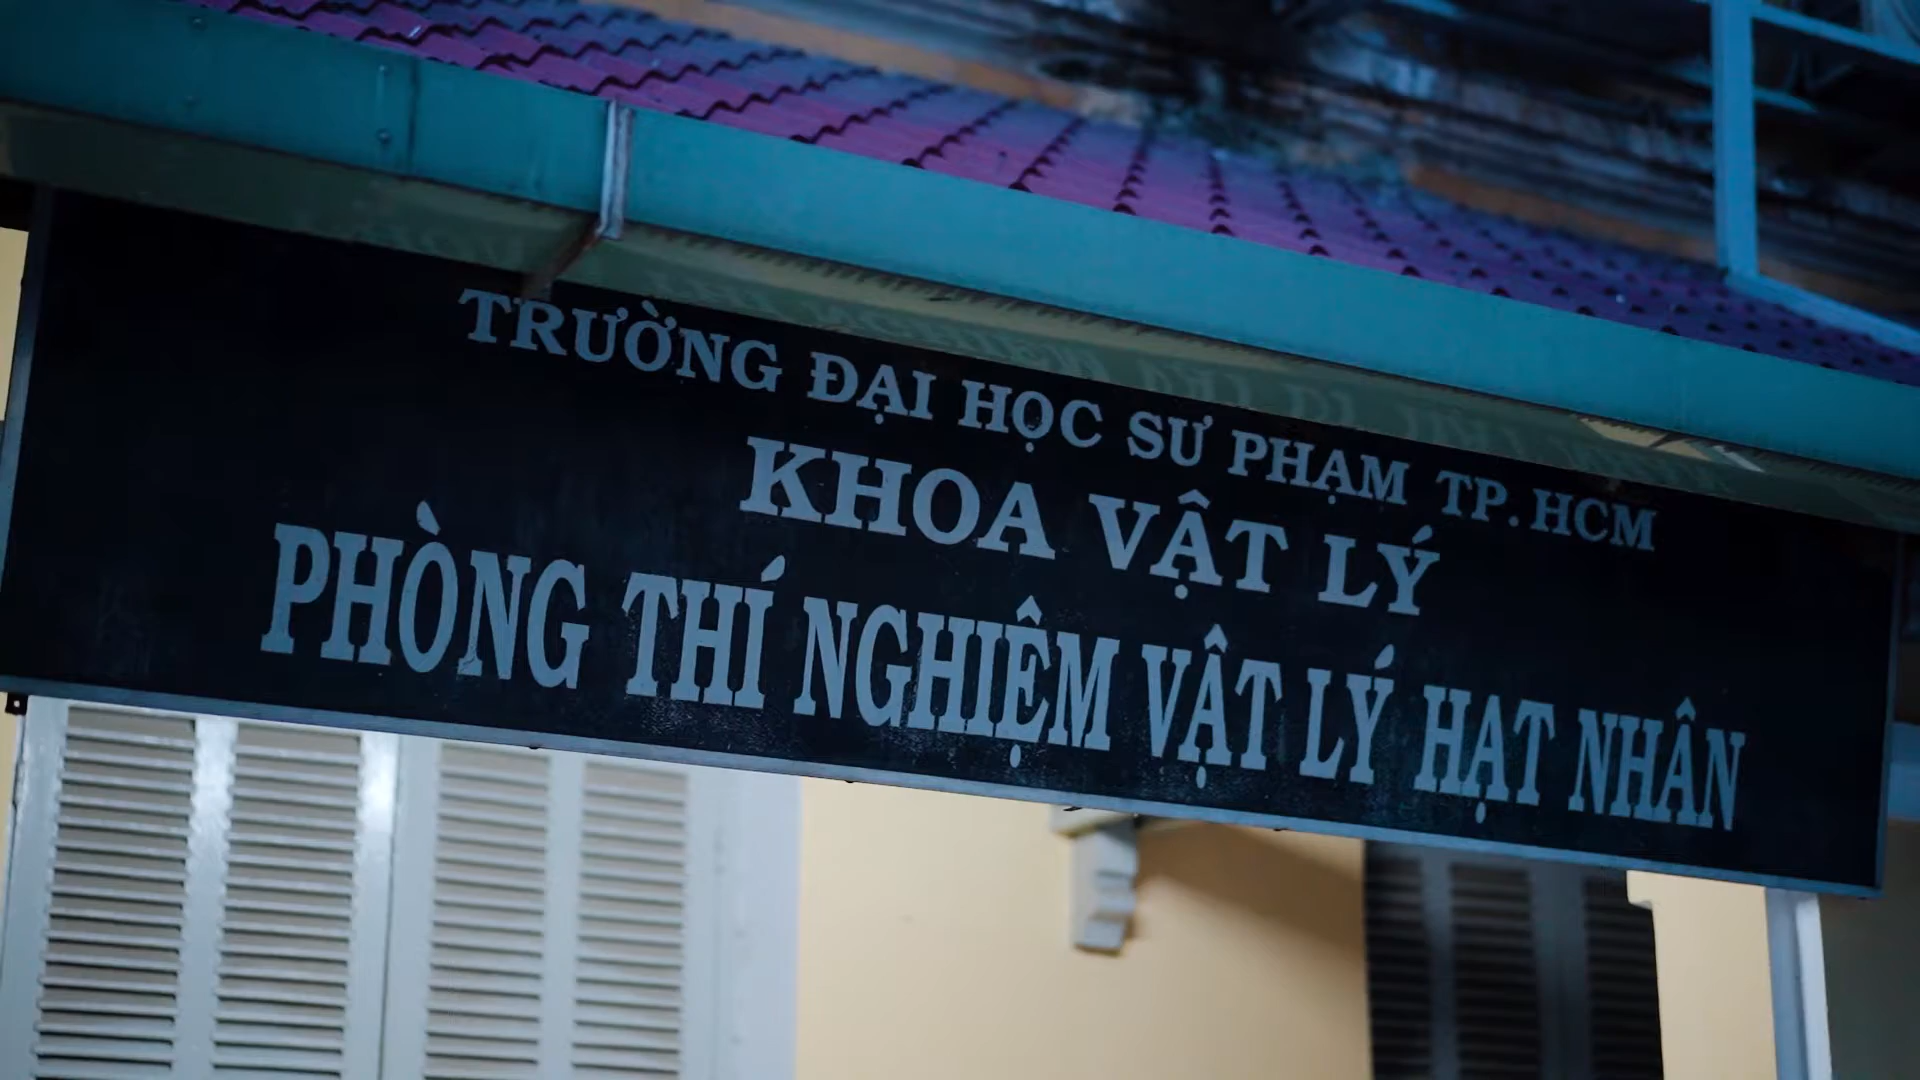 TRƯỜNG ĐẠI HỌC SƯ PHẠM TP.HCM
KHOA VẬT LÝ
PHÒNG THÍ NGHIỆM VẬT LÝ HẠT NHÂN